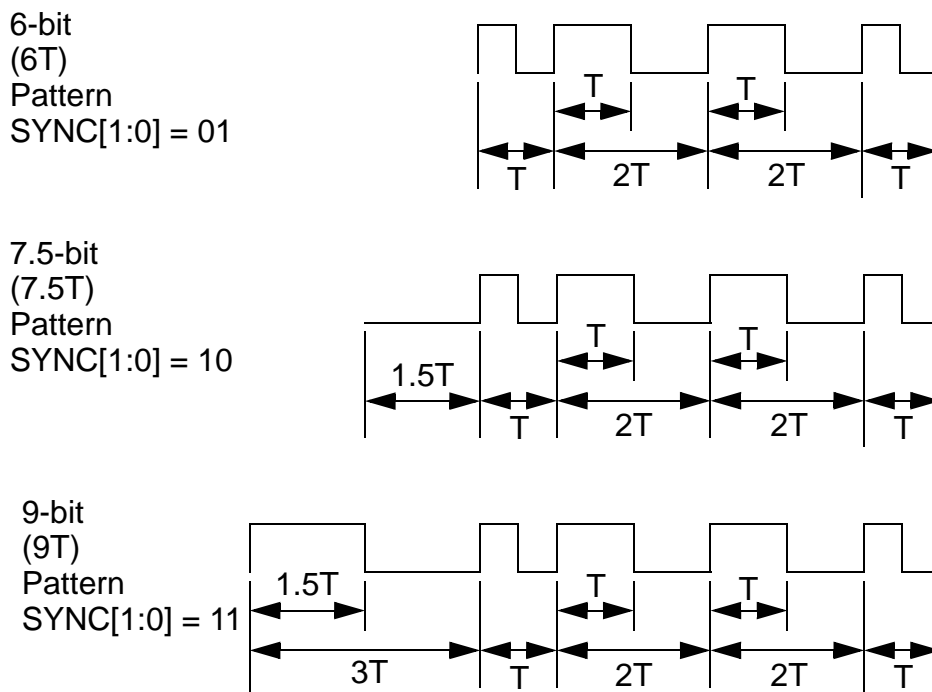 6-bit
(6T)
Pattern
SYNC[1:0] = 01
T
T
T
2T
2T
T
7.5-bit
(7.5T)
Pattern
SYNC[1:0] = 10
T
T
1.5T
T
2T
2T
T
9-bit
(9T)
Pattern
SYNC[1:0] = 11
1.5T
T
T
3T
T
2T
2T
T